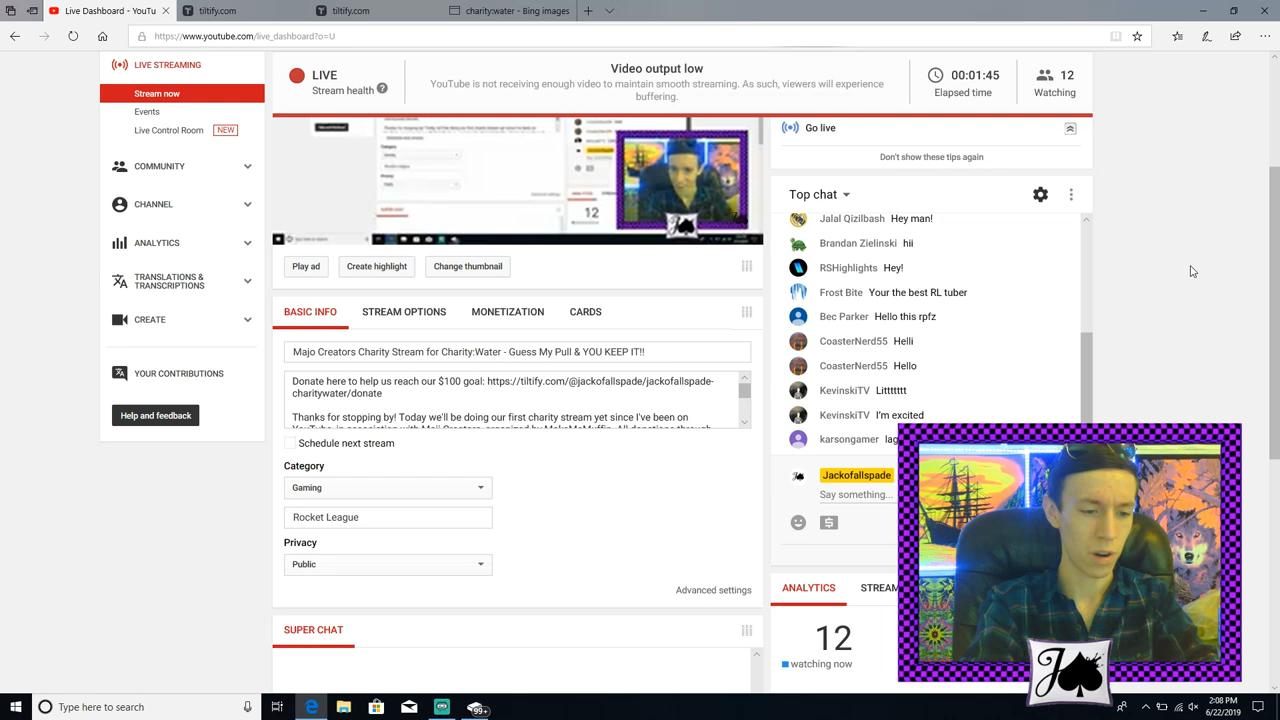 Live Dashboard - YouTu
Tiltify.com
Tiltify.com
charity:water - Bing images
https://www.youtube.com/live_dashboard?o=U
LIVE STREAMING
Stream now
Events
Live Control Room NEW
COMMUNITY
CHANNEL
ANALYTICS
TRANSLATIONS &
TRANSCRIPTIONS
CREATE
YOUR CONTRIBUTIONS
Help and feedback
LIVE
Stream health ?
Video output low
YouTube is not receiving enough video to maintain smooth streaming. As such, viewers will experience
buffering.
00:01:45
Elapsed time
12
Watching
12
Play ad
Create highlight
Change thumbnail
BASIC INFO
STREAM OPTIONS
MONETIZATION
CARDS
Majo Creators Charity Stream for Charity:Water - Guess My Pull & YOU KEEP IT!!
Donate here to help us reach our $100 goal: https://tiltify.com/@jackofallspade/jackofallspade-
charitywater/donate
Thanks for stopping by! Today we'll be doing our first charity stream yet since I've been on
Schedule next stream
Category
Gaming
Rocket League
Privacy
Public
Advanced settings
SUPER CHAT
Go live
Don't show these tips again
Top chat
Jalal Qizilbash Hey man!
Brandan Zielinski hii
RSHighlights Hey!
Frost Bite Your the best RL tuber
Bec Parker Hello this rpfz
CoasterNerd55 Helli
CoasterNerd55 Hello
KevinskiTV Litttttt
KevinskiTV I'm excited
karsongamer
Jackofallspade
Say something...
ANALYTICS
STREAM
12
watching now
Type here to search
99+
2:08 PM
6/22/2019